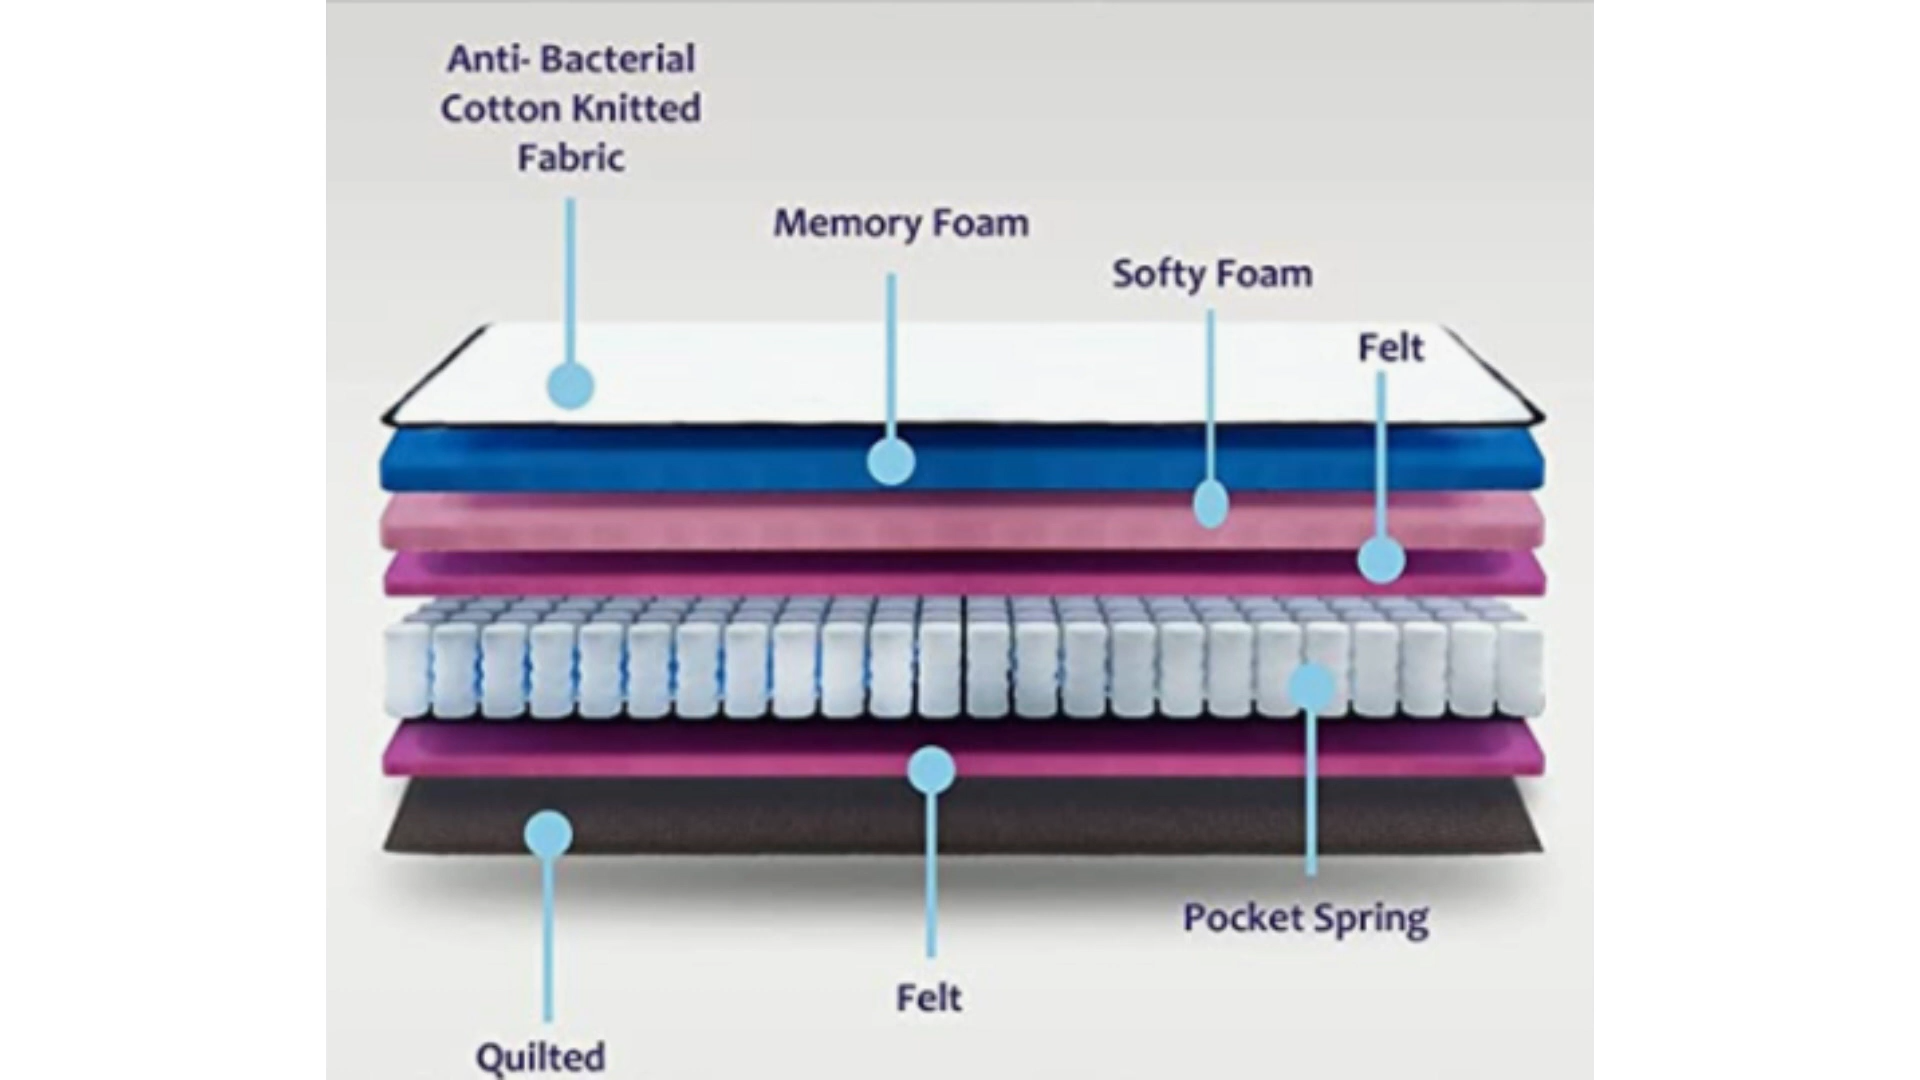 Anti- Bacterial
Cotton Knitted
Fabric
Memory Foam
Softy Foam
Felt
Pocket Spring
Felt
Quilted